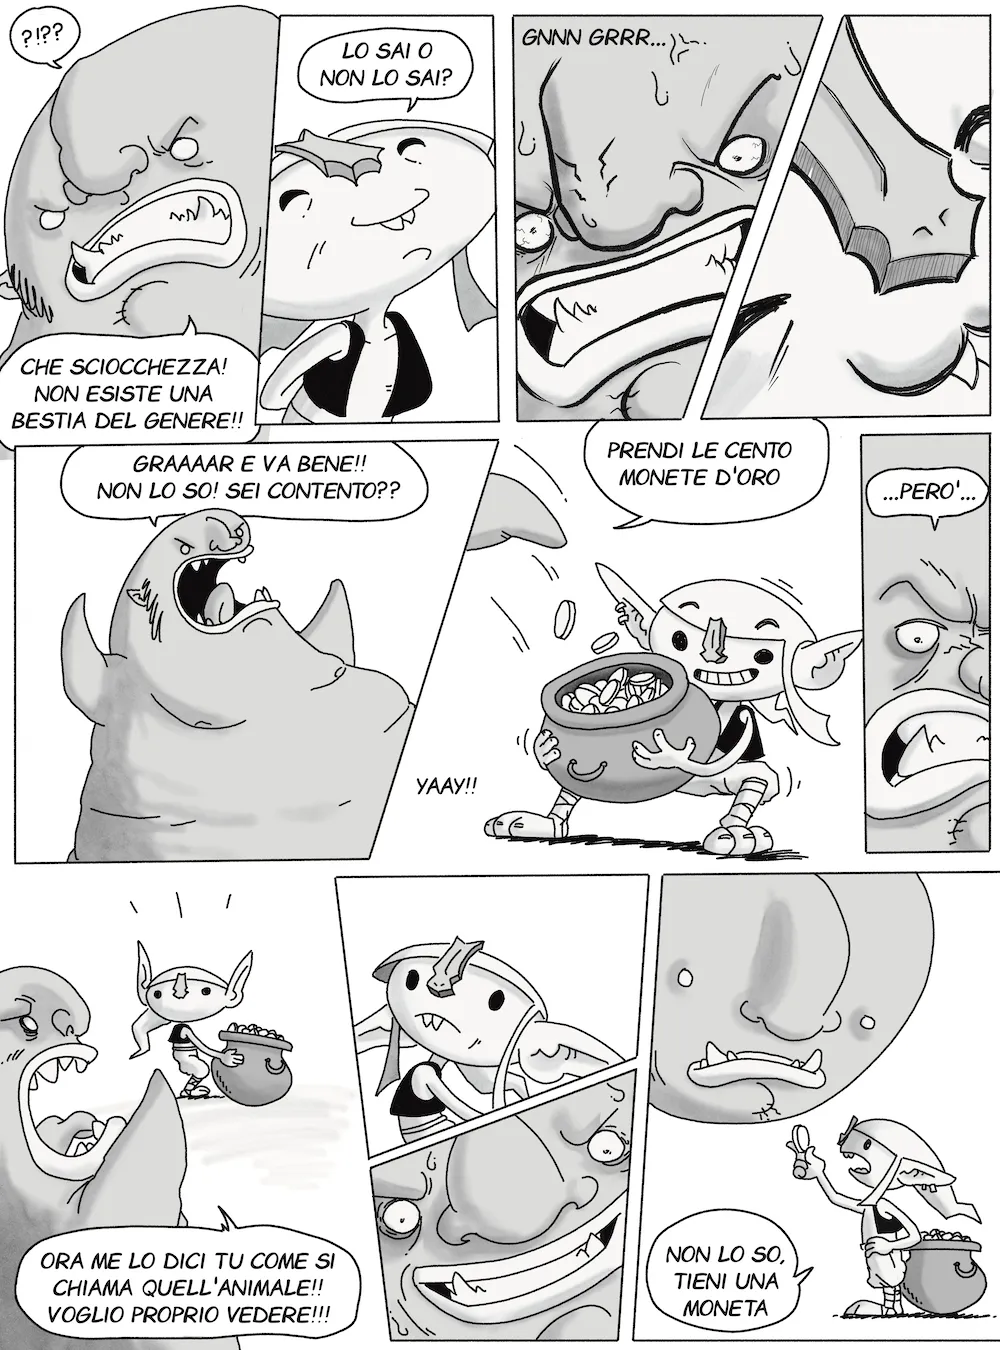 ?!??
CHE SCIOCCHEZZA!
NON ESISTE UNA
BESTIA DEL GENERE!!
LO SAI O
NON LO SAI?
GNNN GRRR...
GRAAAAR E VA BENE!!
NON LO SO! SEI CONTENTO??
PRENDI LE CENTO
MONETE D'ORO
YAAY!!
...PERO'...
ORA ME LO DICI TU COME SI
CHIAMA QUELL'ANIMALE!!
VOGLIO PROPRIO VEDERE!!!
NON LO SO,
TIENI UNA
MONETA